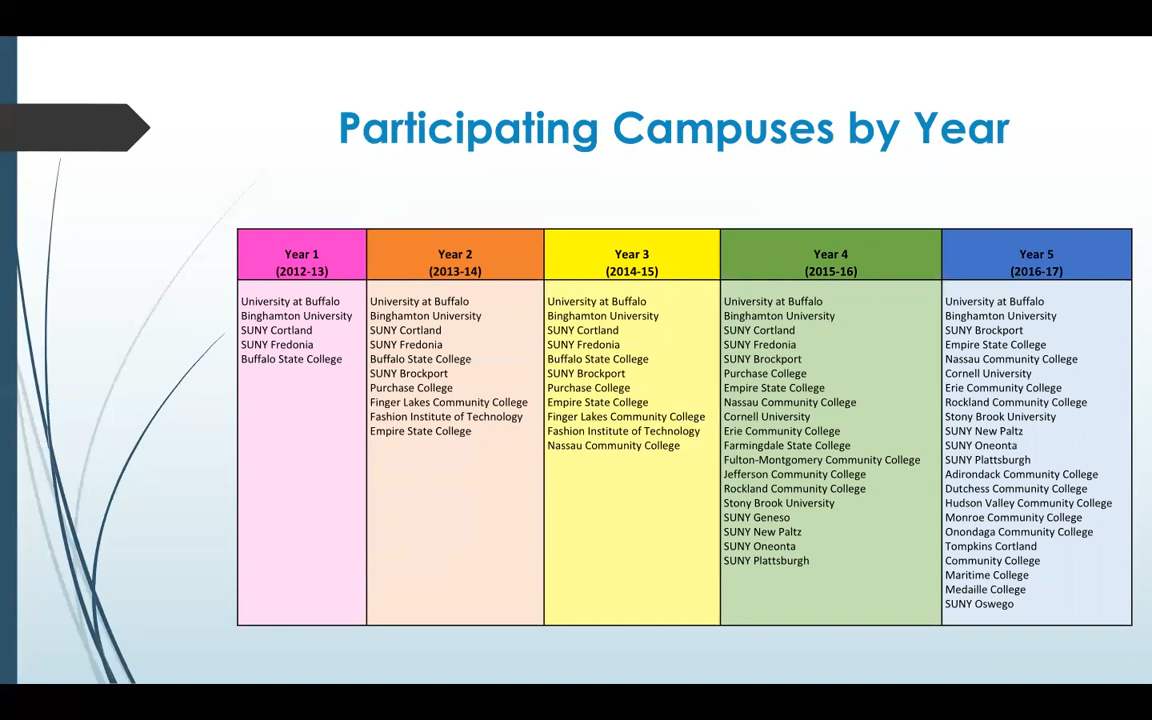 Participating Campuses by Year
Year 1
(2012-13)
University at Buffalo
Binghamton University
SUNY Cortland
SUNY Fredonia
Buffalo State College
Year 2
(2013-14)
University at Buffalo
Binghamton University
SUNY Cortland
SUNY Fredonia
Buffalo State College
SUNY Brockport
Purchase College
Finger Lakes Community College
Fashion Institute of Technology
Empire State College
Year 3
(2014-15)
University at Buffalo
Binghamton University
SUNY Cortland
SUNY Fredonia
Buffalo State College
SUNY Brockport
Purchase College
Empire State College
Finger Lakes Community College
Fashion Institute of Technology
Nassau Community College
Year 4
(2015-16)
University at Buffalo
Binghamton University
SUNY Cortland
SUNY Fredonia
SUNY Brockport
Purchase College
Empire State College
Nassau Community College
Cornell University
Erie Community College
Farmingdale State College
Fulton-Montgomery Community College
Jefferson Community College
Rockland Community College
Stony Brook University
SUNY Geneso
SUNY New Paltz
SUNY Oneonta
SUNY Plattsburgh
Year 5
(2016-17)
University at Buffalo
Binghamton University
SUNY Brockport
Empire State College
Nassau Community College
Cornell University
Erie Community College
Rockland Community College
Stony Brook University
SUNY New Paltz
SUNY Oneonta
SUNY Plattsburgh
Adirondack Community College
Dutchess Community College
Hudson Valley Community College
Monroe Community College
Onondaga Community College
Tompkins Cortland
Community College
Maritime College
Medaille College
SUNY Oswego